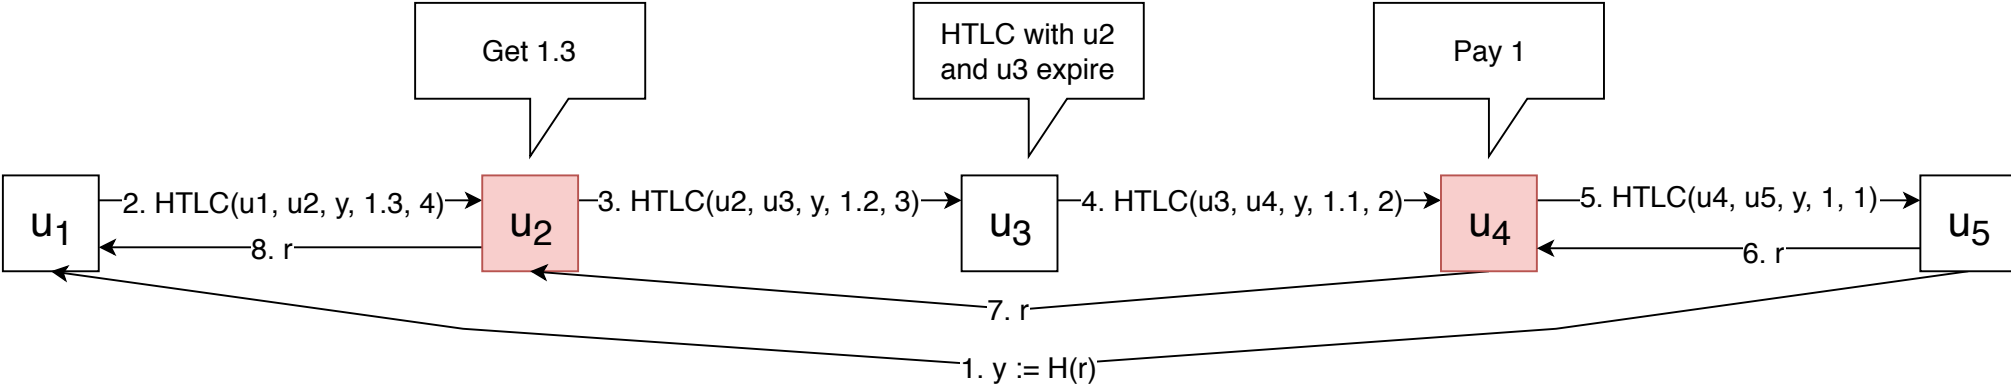 Get 1.3
HTLC with u2
and u3 expire
Pay 1
2. HTLC(u1, u2, y, 1.3, 4)
3. HTLC(u2, u3, y, 1.2, 3)
4. HTLC(u3, u4, y, 1.1, 2)
5. HTLC(u4, u5, y, 1, 1)
u1
u2
u3
u4
u5
8. r
6. r
7. r
1. y := H(r)